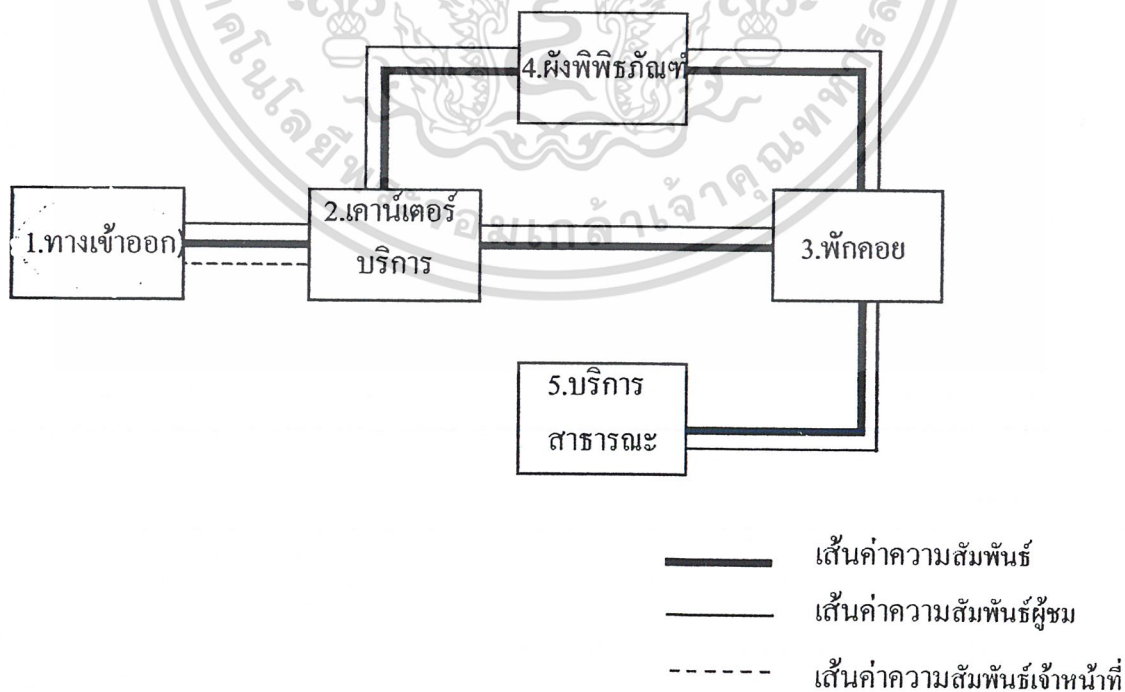 4.ผังพิพิธภัณฑ์
1.ทางเข้าออก)
2.เคาน์เตอร์
บริการ
3.พักคอย
5.บริการ
สาธารณะ
เส้นค่าความสัมพันธ์
เส้นค่าความสัมพันธ์ผู้ชม
เส้นค่าความสัมพันธ์เจ้าหน้าที่